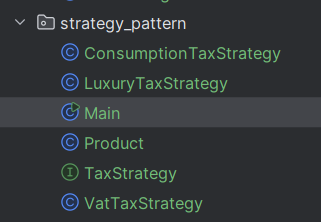 strategy_pattern
ConsumptionTaxStrategy
LuxuryTaxStrategy
Main
Product
TaxStrategy
VatTaxStrategy